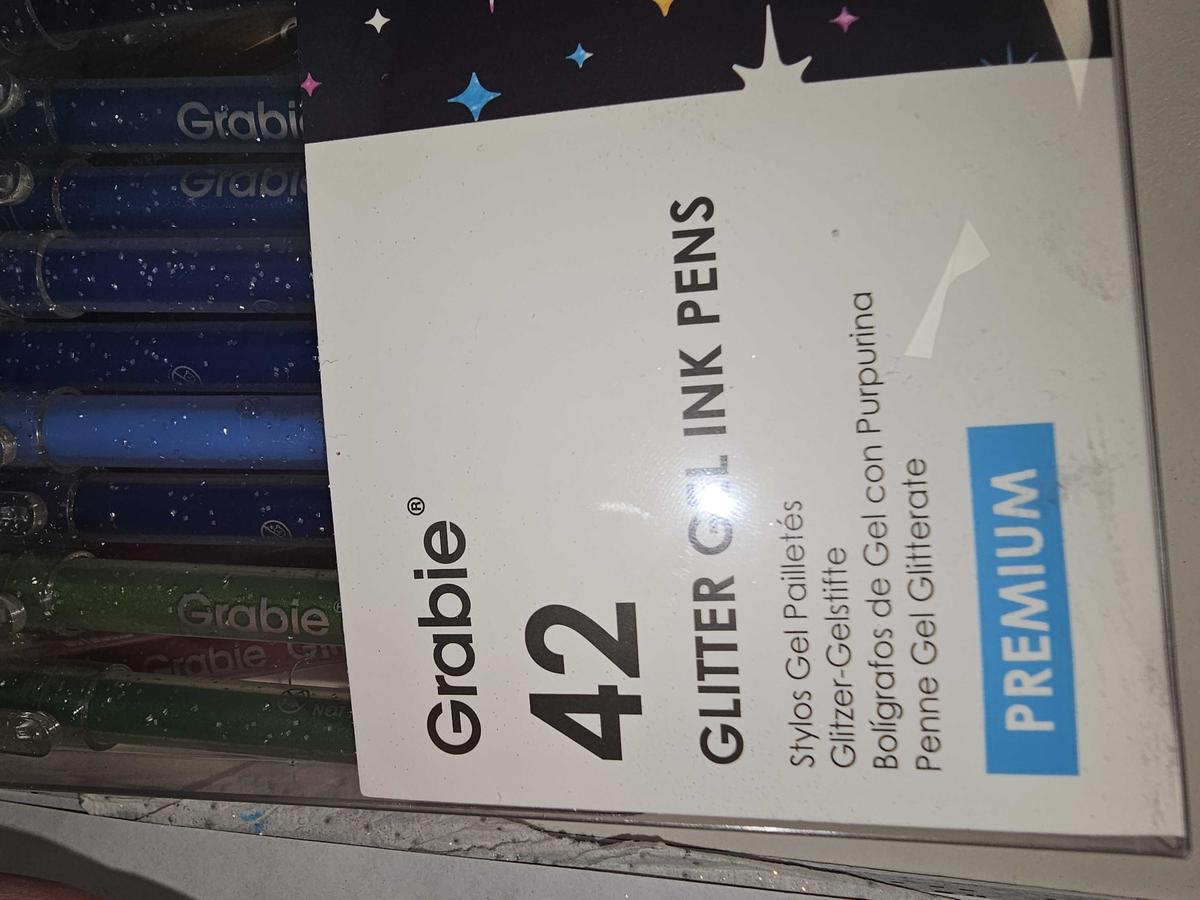 Grabie®
42
GLITTER GEL INK PENS
Stylos Gel Pailletés
Glitzer-Gelstifte
Bolígrafos de Gel con Purpurina
Penne Gel Glitterate
PREMIUM
Grabie
Grabie
Grabie
Grabie
NOT